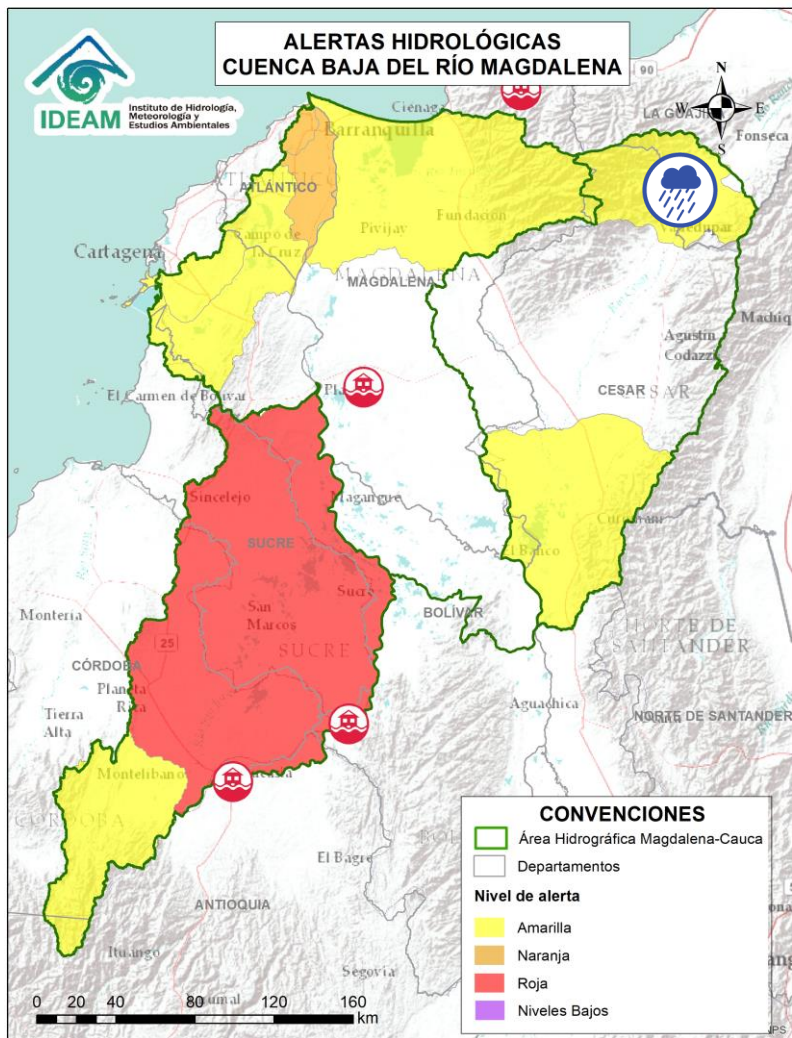 ALERTAS HIDROLÓGICAS
CUENCA BAJA DEL RÍO MAGDALENA
IDEAM
Instituto de Hidrología,
Meteorología y
Estudios Ambientales
90
N
W
E
S
Ciénaga
LA GUAJIRA
Fonseca
Barranquilla
ATLÁNTICO
Pivijay
Fundación
Valledupar
Campo de
la Cruz
Cartagena
MAGDALENA
MAGDALENA
Agustín
Codazzi
El Carmen de Bolívar
CESAR
Sincelejo
Magangué
SUCRE
El Banco
Sucre
San
Marcos
SUCRE
BOLÍVAR
Montería
25
CÓRDOBA
Planeta
Rica
NORTE DE
SANTANDER
Aguachica
Tierra
Alta
NORTE DE SANTANDER
Montelibano
CÓRDOBA
El Bagre
ANTIOQUIA
Ituango
Segovia
CONVENCIONES
Área Hidrográfica Magdalena-Cauca
Departamentos
Nivel de alerta
Amarilla
Naranja
Roja
Niveles Bajos
0 20 40 80 120 160
km